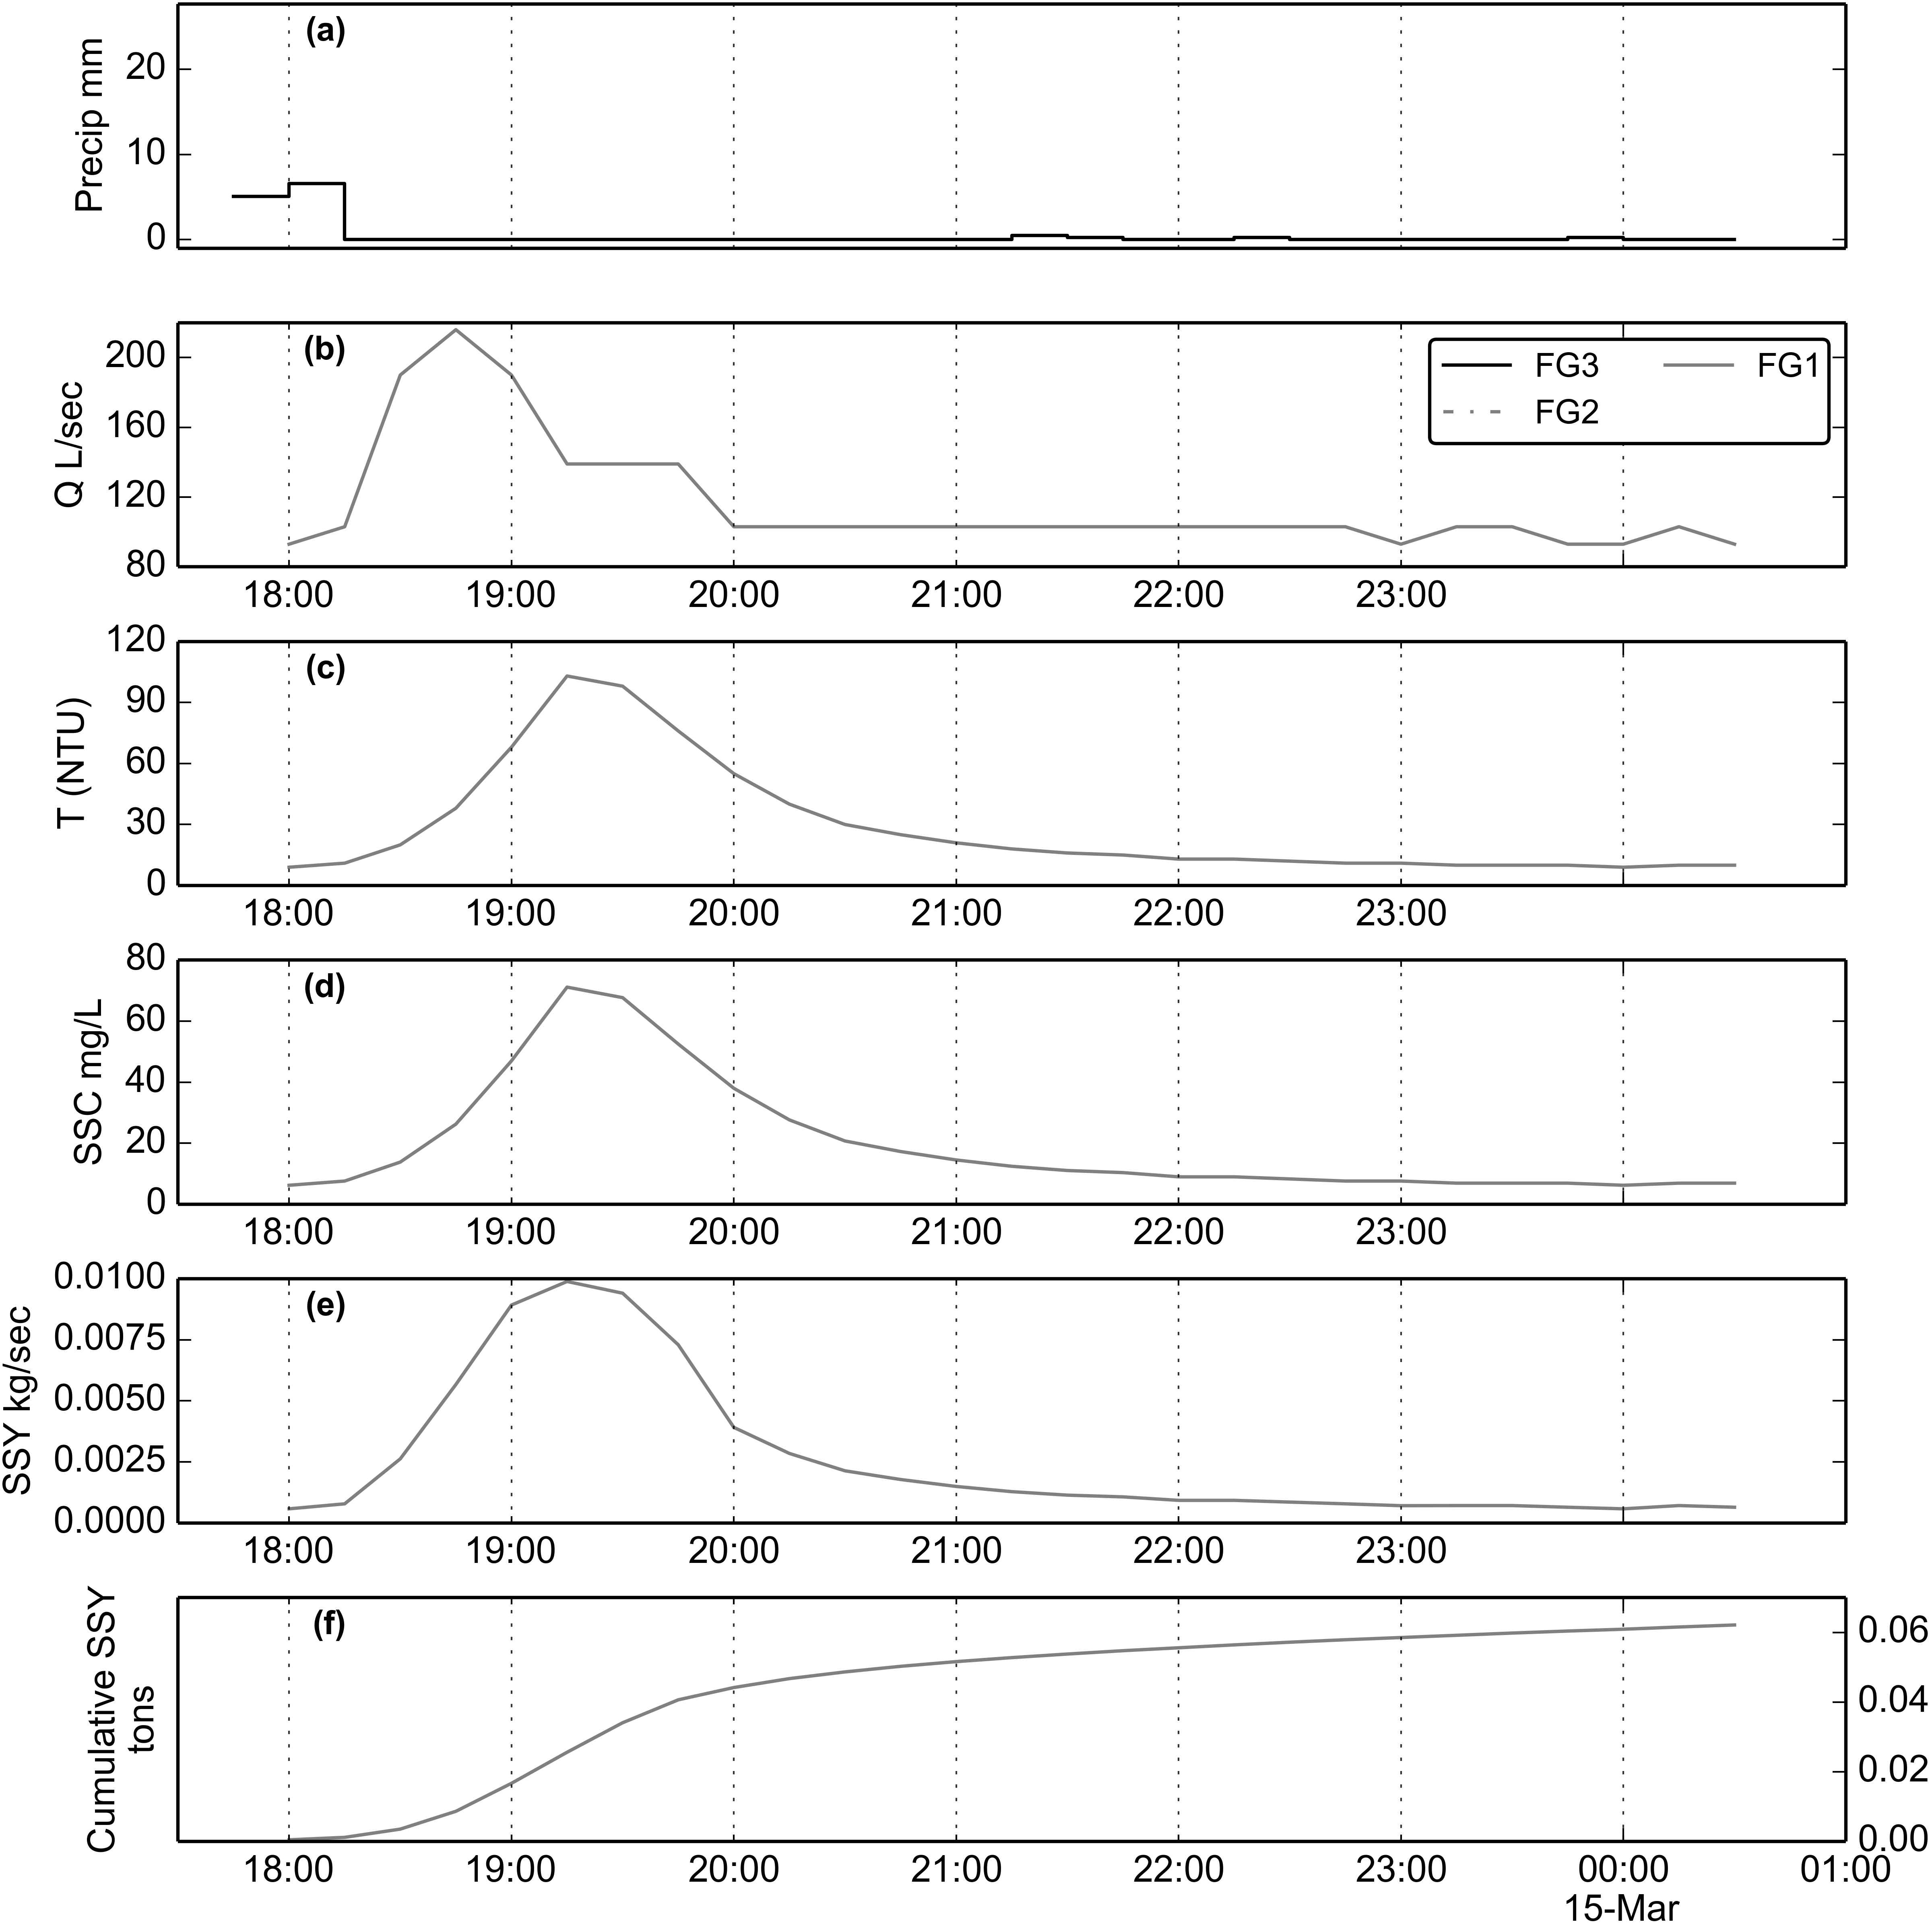 (a)
Precip mm
20
10
0
(b)
Q L/sec
200
160
120
80
FG3 FG1
FG2
18:00 19:00 20:00 21:00 22:00 23:00
(c)
T (NTU)
120
90
60
30
0
18:00 19:00 20:00 21:00 22:00 23:00
(d)
SSC mg/L
80
60
40
20
0
18:00 19:00 20:00 21:00 22:00 23:00
(e)
SSY kg/sec
0.0100
0.0075
0.0050
0.0025
0.0000
18:00 19:00 20:00 21:00 22:00 23:00
(f)
Cumulative SSY
tons
0.06
0.04
0.02
0.00
18:00 19:00 20:00 21:00 22:00 23:00 00:00 01:00
15-Mar